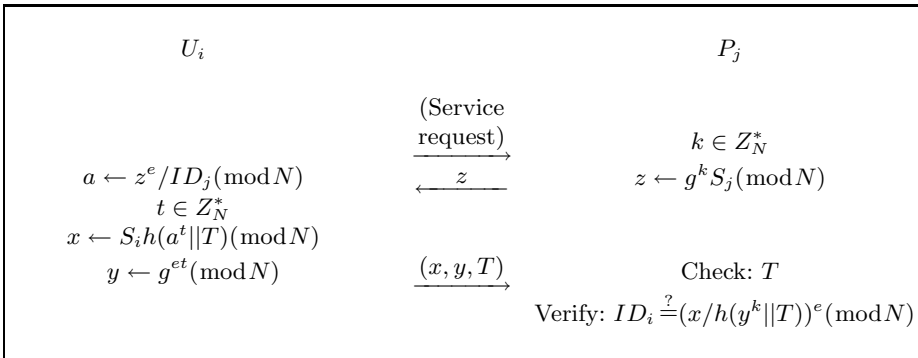 U_i P_j
(Service
request) k ∈ Z_N^*
a ← z^e/ID_j(mod N) z z ← g^k S_j(mod N)
t ∈ Z_N^*
x ← S_i h(a^t||T)(mod N)
y ← g^{et}(mod N) (x, y, T) Check: T
Verify: ID_i ≟ (x/h(y^k||T))^e(mod N)